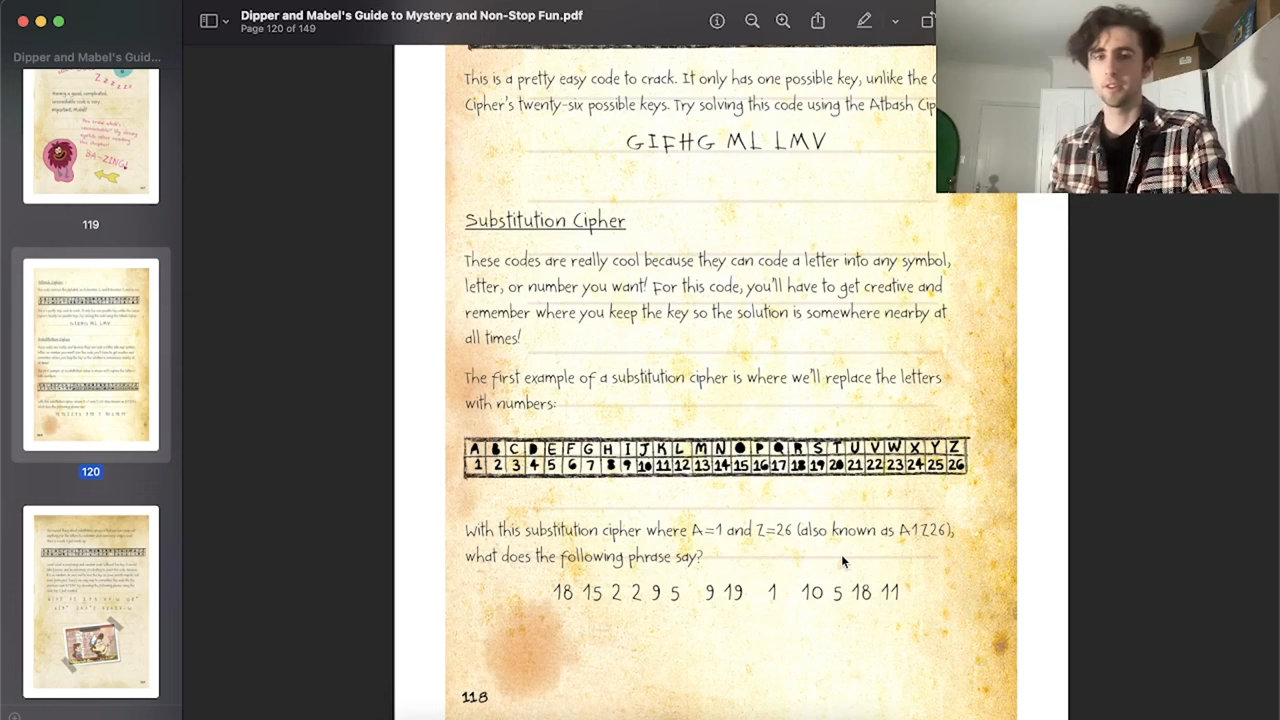 Dipper and Mabel's Guide to Mystery and Non-Stop Fun.pdf
Page 120 of 149
Dipper and Mabel's Guid...
Having a good, complicated,
important, Mabel!
BA-ZING!
119
120
This is a pretty easy code to crack. It only has one possible key, unlike the
Cipher's twenty-six possible keys. Try solving this code using the Atbash Cip
GIFHG ML LMV
Substitution Cipher
These codes are really cool because they can code a letter into any symbol,
letter, or number you want! For this code, you'll have to get creative and
remember where you keep the key so the solution is somewhere nearby at
all times!
The first example of a substitution cipher is where we'll replace the letters
with numbers:
A B C D E F G H I J K L M N O P Q R S T U V W X Y Z
1 2 3 4 5 6 7 8 9 10 11 12 13 14 15 16 17 18 19 20 21 22 23 24 25 26
With this substitution cipher where A=1 and Z=26 (also known as A1Z26),
what does the following phrase say?
18 15 2 2 9 5 9 19 1 10 5 18 11
118